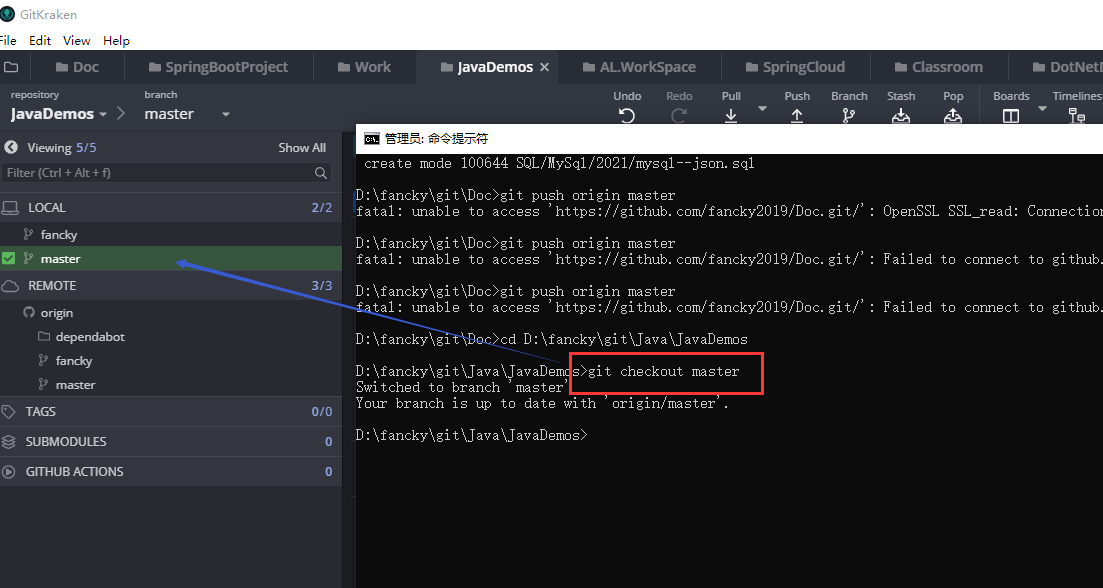 GitKraken
File Edit View Help
Doc SpringBootProject Work JavaDemos AL.WorkSpace SpringCloud Classroom
repository branch
JavaDemos master
Undo Redo Pull Push Branch Stash Pop Boards Timelines
Viewing 5/5 Show All
Filter (Ctrl + Alt + f)
LOCAL 2/2
fancky
master
REMOTE 3/3
origin
dependabot
fancky
master
TAGS 0/0
SUBMODULES 0
GITHUB ACTIONS 0
管理员: 命令提示符
create mode 100644 SQL/MySql/2021/mysql--json.sql
D:\fancky\git\Doc>git push origin master
fatal: unable to access 'https://github.com/fancky2019/Doc.git/': OpenSSL SSL_read: Connection
D:\fancky\git\Doc>git push origin master
fatal: unable to access 'https://github.com/fancky2019/Doc.git/': Failed to connect to github.
D:\fancky\git\Doc>git push origin master
fatal: unable to access 'https://github.com/fancky2019/Doc.git/': Failed to connect to github.
D:\fancky\git\Doc>cd D:\fancky\git\Java\JavaDemos
D:\fancky\git\Java\JavaDemos>git checkout master
Switched to branch 'master'
Your branch is up to date with 'origin/master'.
D:\fancky\git\Java\JavaDemos>